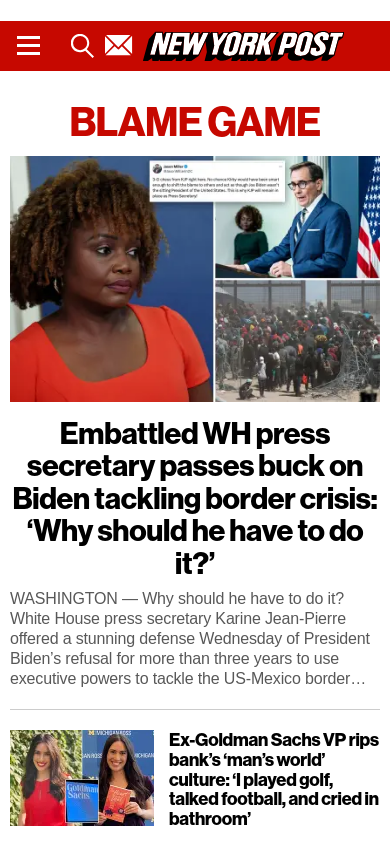 NEW YORK POST
BLAME GAME
Embattled WH press
secretary passes buck on
Biden tackling border crisis:
‘Why should he have to do
it?’
WASHINGTON — Why should he have to do it?
White House press secretary Karine Jean-Pierre
offered a stunning defense Wednesday of President
Biden’s refusal for more than three years to use
executive powers to tackle the US-Mexico border…
MICHIGAN ROSS
Goldman
Sachs
Ex-Goldman Sachs VP rips
bank’s ‘man’s world’
culture: ‘I played golf,
talked football, and cried in
bathroom’